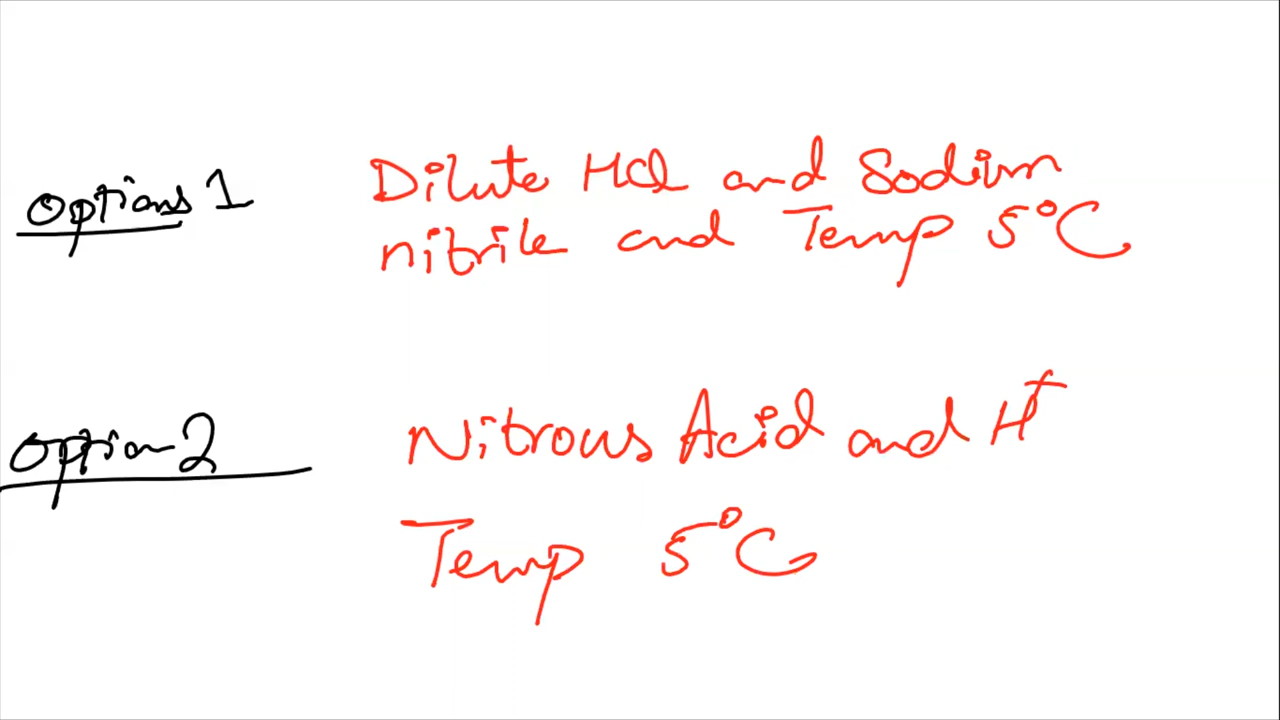 Options 1
Dilute HCl and Sodium
nitrile and Temp 5°C
Option 2
Nitrous Acid and H⁺
Temp 5°C